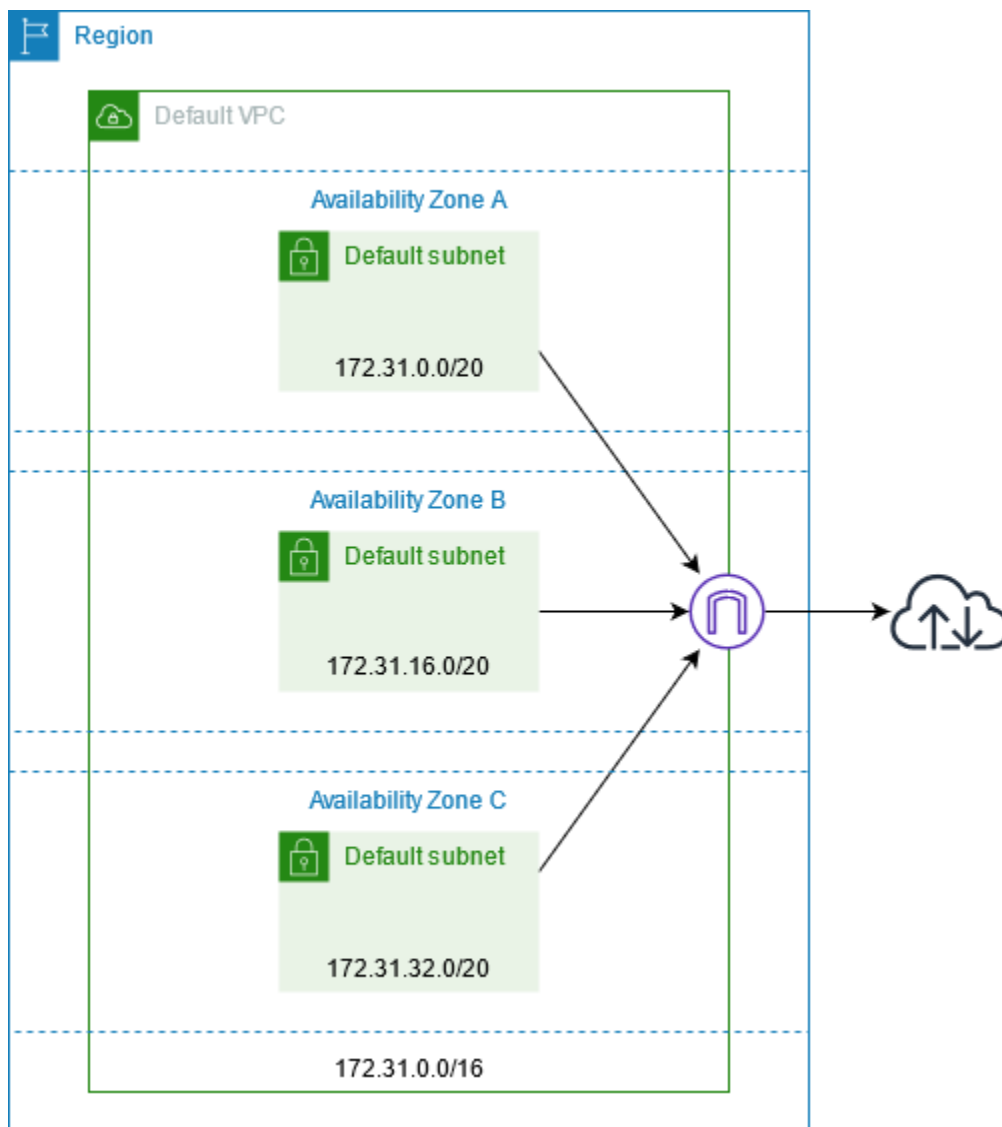 Region
Default VPC
Availability Zone A
Default subnet
172.31.0.0/20
Availability Zone B
Default subnet
172.31.16.0/20
Availability Zone C
Default subnet
172.31.32.0/20
172.31.0.0/16